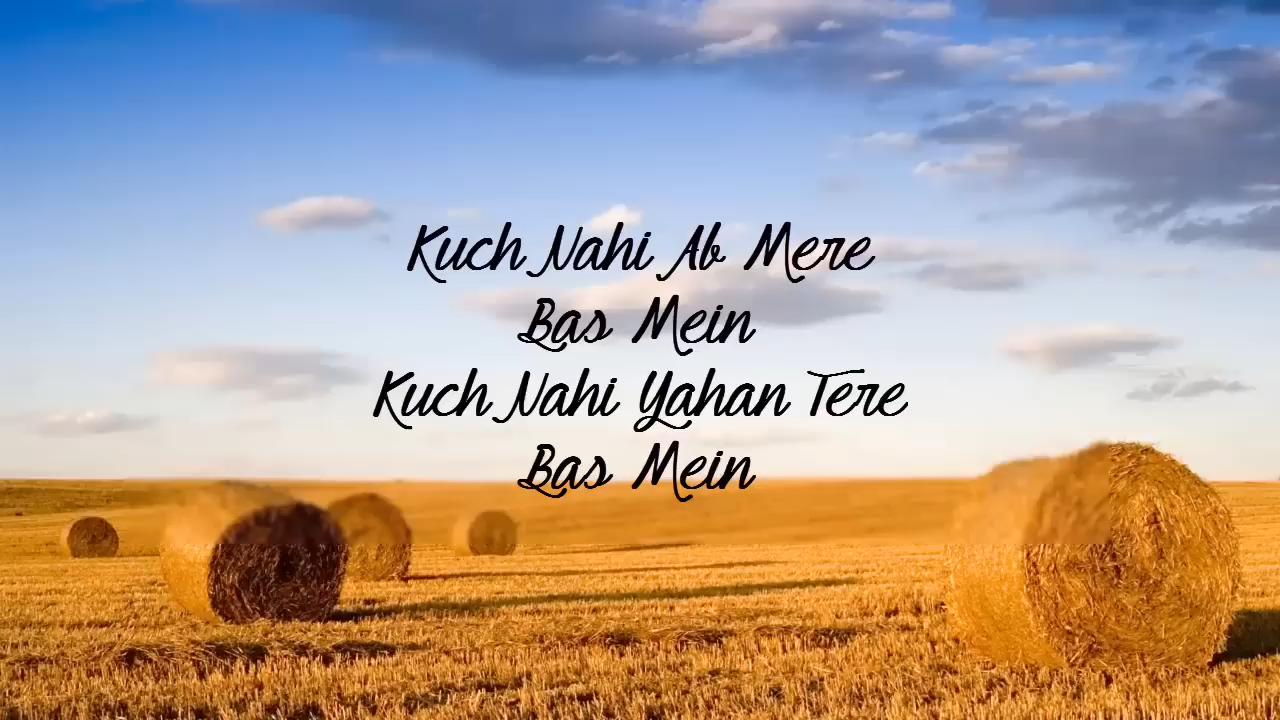 Kuch Nahi Ab Mere
Bas Mein
Kuch Nahi Yahan Tere
Bas Mein